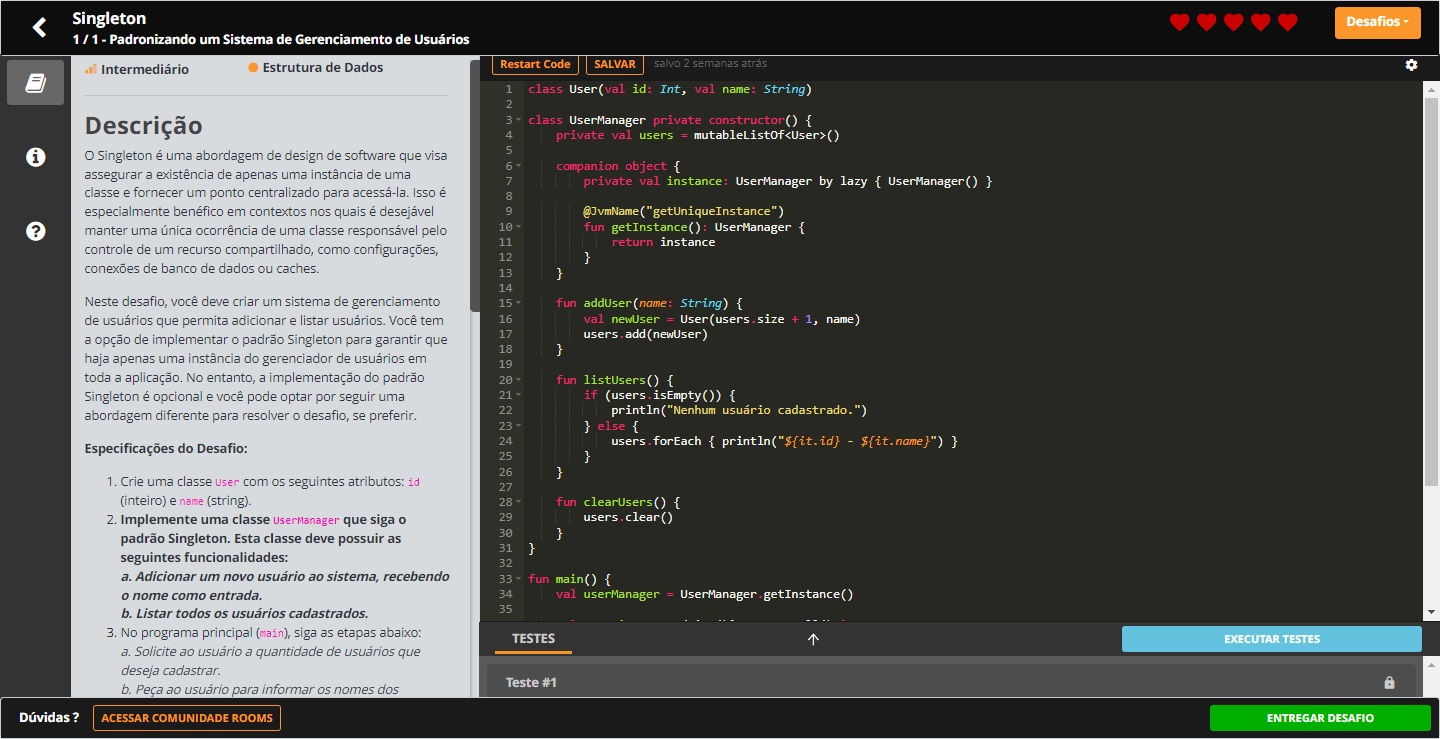 Singleton
1 / 1 - Padronizando um Sistema de Gerenciamento de Usuários
Desafios
Intermediário
Estrutura de Dados
Descrição
O Singleton é uma abordagem de design de software que visa
assegurar a existência de apenas uma instância de uma
classe e fornecer um ponto centralizado para acessá-la. Isso é
especialmente benéfico em contextos nos quais é desejável
manter uma única ocorrência de uma classe responsável pelo
controle de um recurso compartilhado, como configurações,
conexões de banco de dados ou caches.
Neste desafio, você deve criar um sistema de gerenciamento
de usuários que permita adicionar e listar usuários. Você tem
a opção de implementar o padrão Singleton para garantir que
haja apenas uma instância do gerenciador de usuários em
toda a aplicação. No entanto, a implementação do padrão
Singleton é opcional e você pode optar por seguir uma
abordagem diferente para resolver o desafio, se preferir.
Especificações do Desafio:
1. Crie uma classe User com os seguintes atributos: id
(inteiro) e name (string).
2. Implemente uma classe UserManager que siga o
padrão Singleton. Esta classe deve possuir as
seguintes funcionalidades:
a. Adicionar um novo usuário ao sistema, recebendo
o nome como entrada.
b. Listar todos os usuários cadastrados.
3. No programa principal (main), siga as etapas abaixo:
a. Solicite ao usuário a quantidade de usuários que
deseja cadastrar.
b. Peça ao usuário para informar os nomes dos
Restart Code
SALVAR
salvo 2 semanas atrás
1 class User(val id: Int, val name: String)
2
3 class UserManager private constructor() {
4 private val users = mutableListOf<User>()
5
6 companion object {
7 private val instance: UserManager by lazy { UserManager() }
8
9 @JvmName("getUniqueInstance")
10 fun getInstance(): UserManager {
11 return instance
12 }
13 }
14
15 fun addUser(name: String) {
16 val newUser = User(users.size + 1, name)
17 users.add(newUser)
18 }
19
20 fun listUsers() {
21 if (users.isEmpty()) {
22 println("Nenhum usuário cadastrado.")
23 } else {
24 users.forEach { println("${it.id} - ${it.name}") }
25 }
26 }
27
28 fun clearUsers() {
29 users.clear()
30 }
31 }
32
33 fun main() {
34 val userManager = UserManager.getInstance()
35
TESTES
EXECUTAR TESTES
Teste #1
Dúvidas ?
ACESSAR COMUNIDADE ROOMS
ENTREGAR DESAFIO